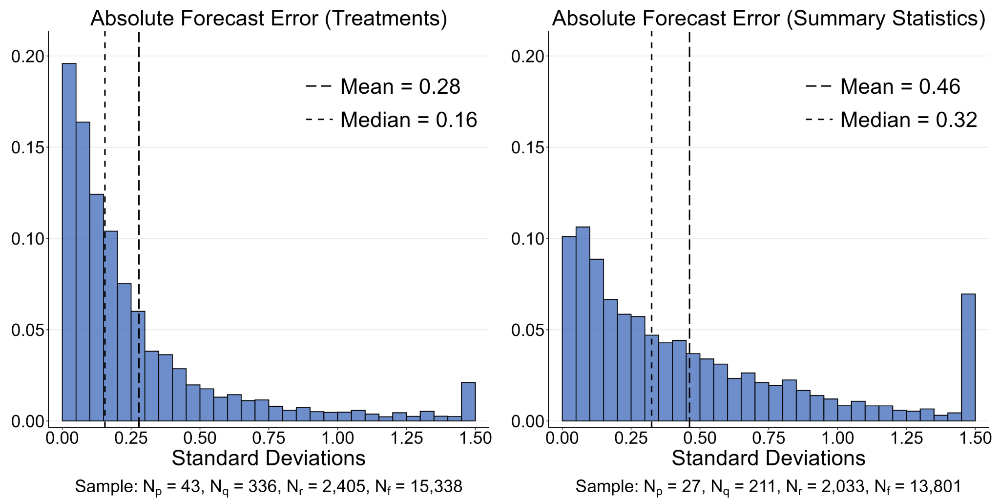 Absolute Forecast Error (Treatments)
0.20
0.15
0.10
0.05
0.00
Mean = 0.28
Median = 0.16
0.00 0.25 0.50 0.75 1.00 1.25 1.50
Standard Deviations
Sample: Np = 43, Nq = 336, Nr = 2,405, Nf = 15,338
Absolute Forecast Error (Summary Statistics)
0.20
0.15
0.10
0.05
0.00
Mean = 0.46
Median = 0.32
0.00 0.25 0.50 0.75 1.00 1.25 1.50
Standard Deviations
Sample: Np = 27, Nq = 211, Nr = 2,033, Nf = 13,801